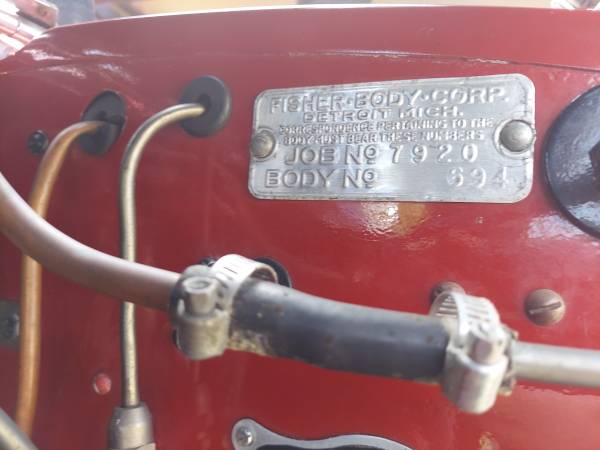 FISHER·BODY·CORP.
DETROIT MICH.
CORRESPONDENCE PERTAINING TO THE
BODY MUST BEAR THESE NUMBERS
JOB NO 7920
BODY NO 694